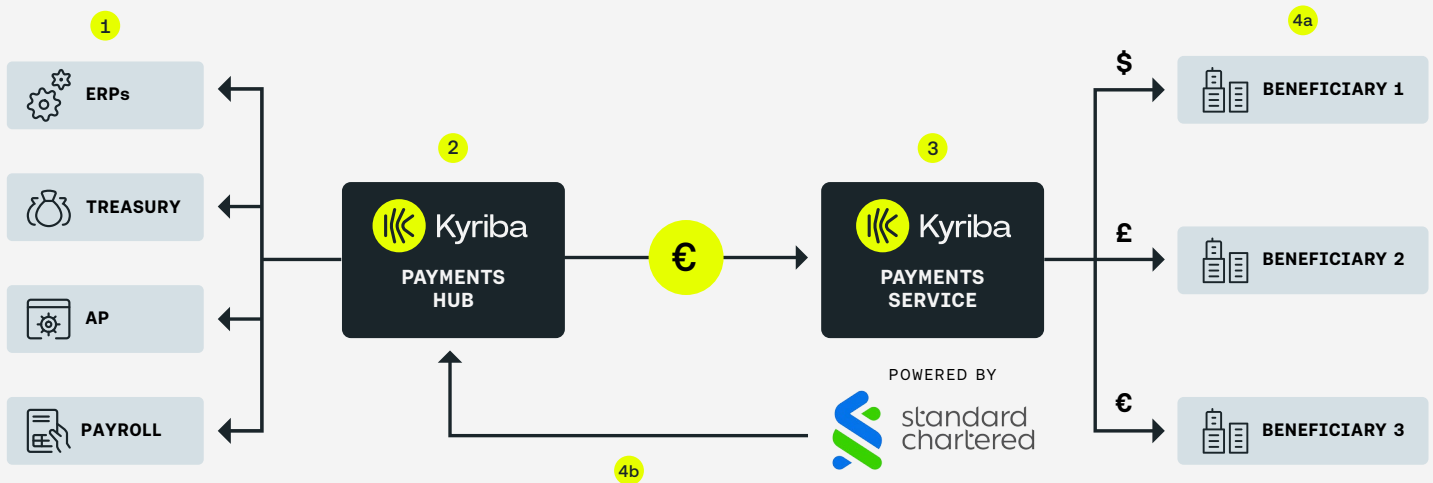 1
ERPs
TREASURY
AP
PAYROLL
2
Kyriba
PAYMENTS
HUB
€
3
Kyriba
PAYMENTS
SERVICE
POWERED BY
standard
chartered
4b
4a
$
BENEFICIARY 1
£
BENEFICIARY 2
€
BENEFICIARY 3